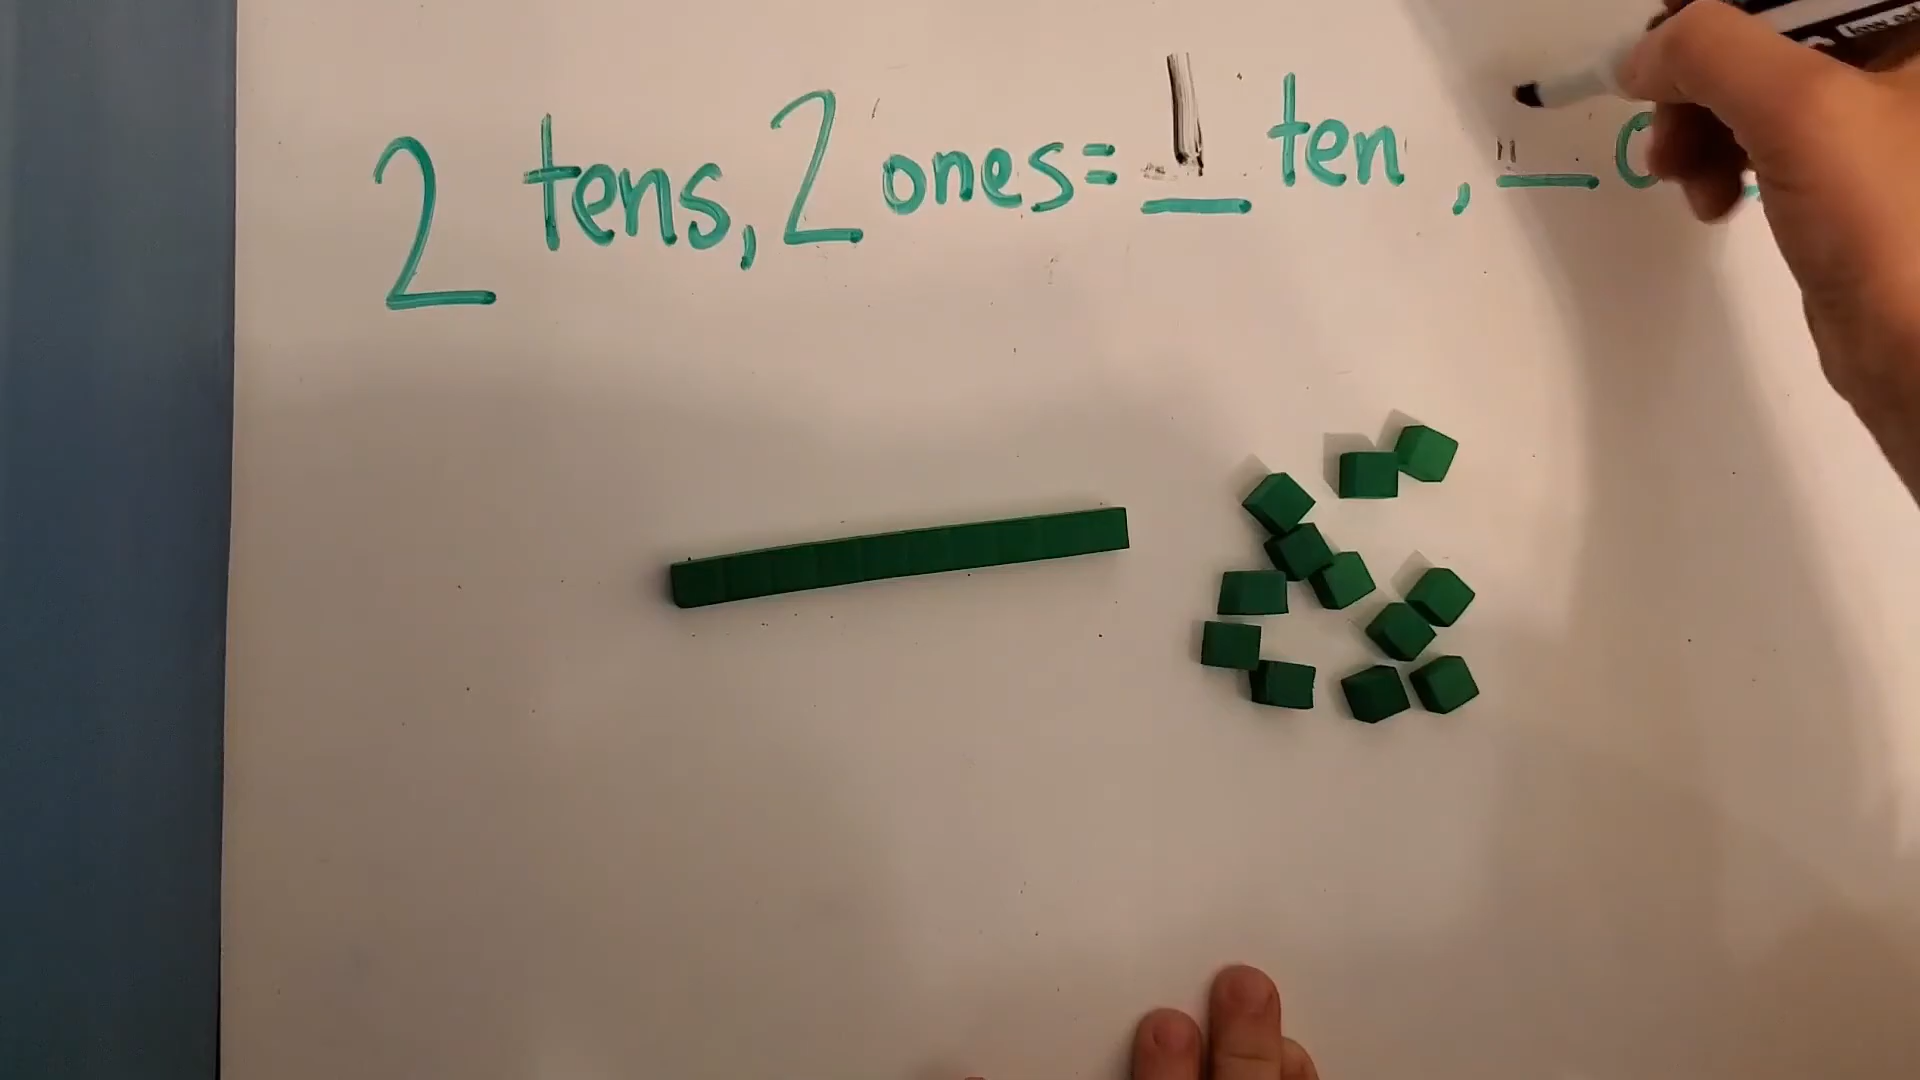 2 tens, 2 ones = 1 ten, _